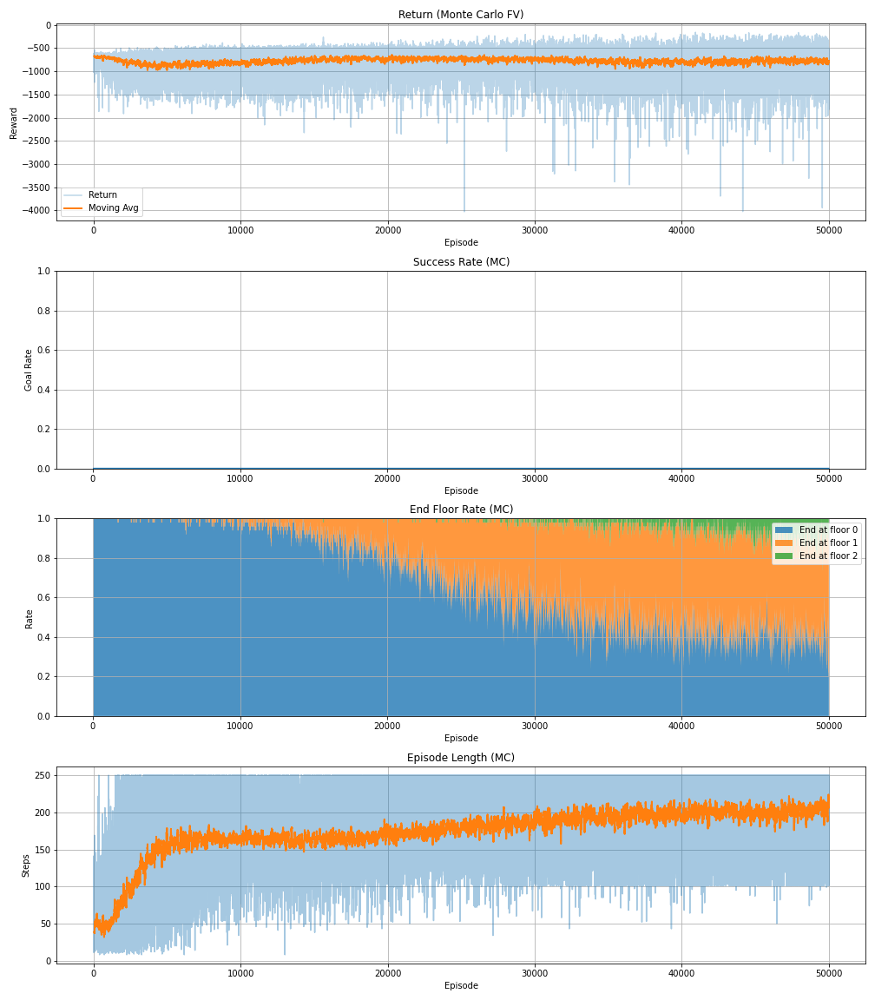 Return (Monte Carlo FV)
0
−500
−1000
−1500
−2000
−2500
−3000
−3500
−4000
Reward
Return
Moving Avg
0 10000 20000 30000 40000 50000
Episode
Success Rate (MC)
1.0
0.8
0.6
0.4
0.2
0.0
Goal Rate
0 10000 20000 30000 40000 50000
Episode
End Floor Rate (MC)
1.0
0.8
0.6
0.4
0.2
0.0
Rate
End at floor 0
End at floor 1
End at floor 2
0 10000 20000 30000 40000 50000
Episode
Episode Length (MC)
250
200
150
100
50
0
Steps
0 10000 20000 30000 40000 50000
Episode